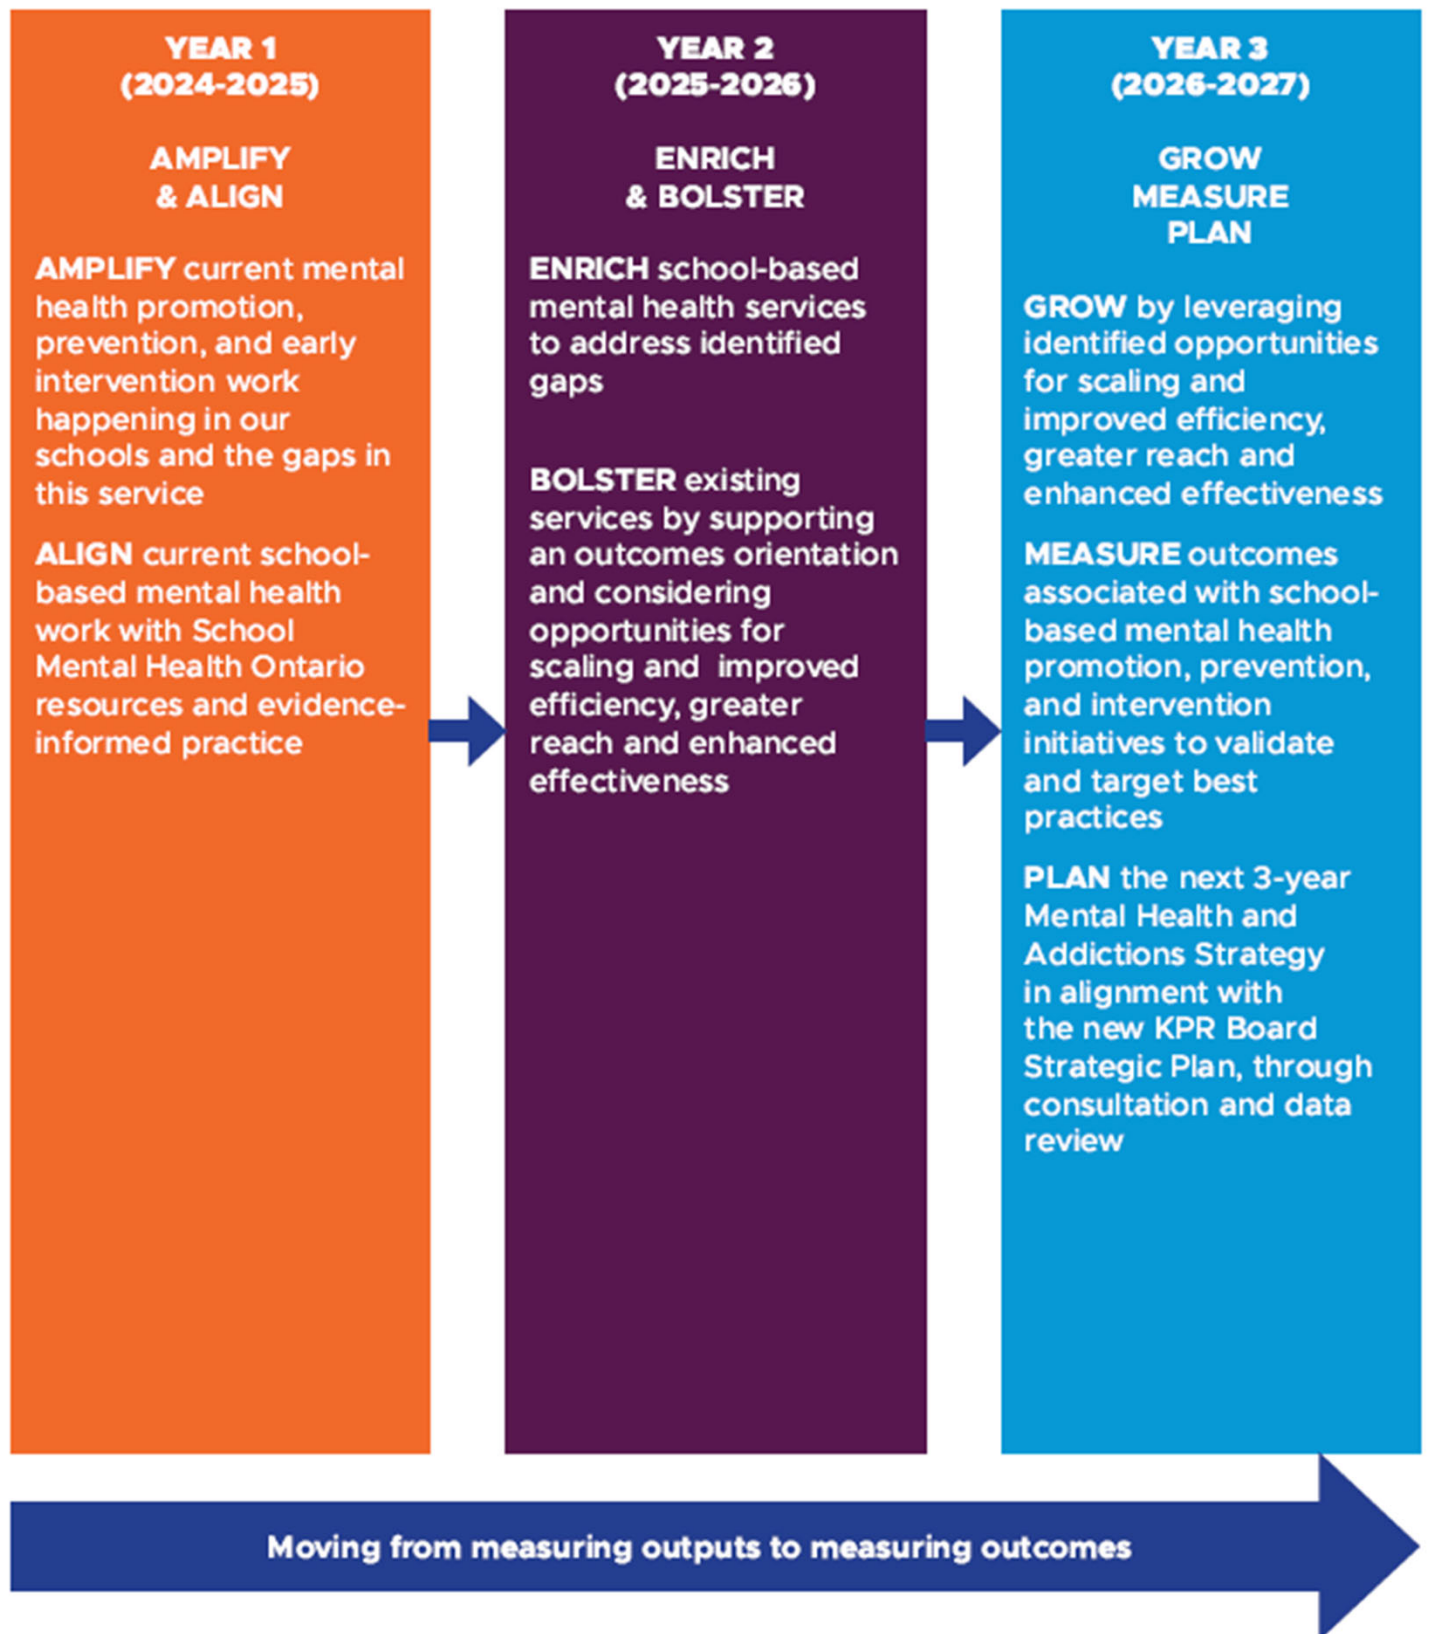 YEAR 1
(2024-2025)
AMPLIFY
& ALIGN
AMPLIFY current mental
health promotion,
prevention, and early
intervention work
happening in our
schools and the gaps in
this service
ALIGN current school-
based mental health
work with School
Mental Health Ontario
resources and evidence-
informed practice
YEAR 2
(2025-2026)
ENRICH
& BOLSTER
ENRICH school-based
mental health services
to address identified
gaps
BOLSTER existing
services by supporting
an outcomes orientation
and considering
opportunities for
scaling and improved
efficiency, greater
reach and enhanced
effectiveness
YEAR 3
(2026-2027)
GROW
MEASURE
PLAN
GROW by leveraging
identified opportunities
for scaling and
improved efficiency,
greater reach and
enhanced effectiveness
MEASURE outcomes
associated with school-
based mental health
promotion, prevention,
and intervention
initiatives to validate
and target best
practices
PLAN the next 3-year
Mental Health and
Addictions Strategy
in alignment with
the new KPR Board
Strategic Plan, through
consultation and data
review
Moving from measuring outputs to measuring outcomes